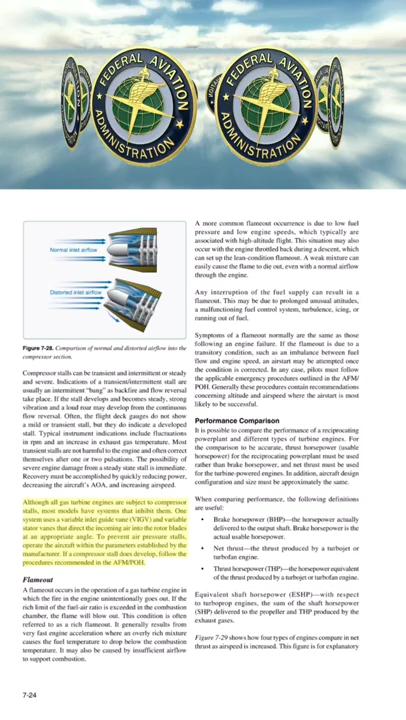 FEDERAL AVIATION
ADMINISTRATION
FEDERAL AVIATION
ADMINISTRATION
Normal inlet airflow
Distorted inlet airflow
Figure 7-28. Comparison of normal and distorted airflow into the
compressor section.
Compressor stalls can be transient and intermittent or steady
and severe. Indications of a transient/intermittent stall are
usually an intermittent "bang" as backfire and flow reversal
take place. If the stall develops and becomes steady, strong
vibration and a loud roar may develop from the continuous
flow reversal. Often, the flight deck gauges do not show
a mild or transient stall, but they do indicate a developed
stall. Typical instrument indications include fluctuations
in rpm and an increase in exhaust gas temperature. Most
transient stalls are not harmful to the engine and often correct
themselves after one or two pulsations. The possibility of
severe engine damage from a steady state stall is immediate.
Recovery must be accomplished by quickly reducing power,
decreasing the aircraft's AOA, and increasing airspeed.
Although all gas turbine engines are subject to compressor
stalls, most models have systems that inhibit them. One
system uses a variable inlet guide vane (VIGV) and variable
stator vanes that direct the incoming air into the rotor blades
at an appropriate angle. To prevent air pressure stalls,
operate the aircraft within the parameters established by the
manufacturer. If a compressor stall does develop, follow the
procedures recommended in the AFM/POH.
Flameout
A flameout occurs in the operation of a gas turbine engine in
which the fire in the engine unintentionally goes out. If the
rich limit of the fuel-air ratio is exceeded in the combustion
chamber, the flame will blow out. This condition is often
referred to as a rich flameout. It generally results from
very fast engine acceleration where an overly rich mixture
causes the fuel temperature to drop below the combustion
temperature. It may also be caused by insufficient airflow
to support combustion.
A more common flameout occurrence is due to low fuel
pressure and low engine speeds, which typically are
associated with high-altitude flight. This situation may also
occur with the engine throttled back during a descent, which
can set up the lean-condition flameout. A weak mixture can
easily cause the flame to die out, even with a normal airflow
through the engine.
Any interruption of the fuel supply can result in a
flameout. This may be due to prolonged unusual attitudes,
a malfunctioning fuel control system, turbulence, icing, or
running out of fuel.
Symptoms of a flameout normally are the same as those
following an engine failure. If the flameout is due to a
transitory condition, such as an imbalance between fuel
flow and engine speed, an airstart may be attempted once
the condition is corrected. In any case, pilots must follow
the applicable emergency procedures outlined in the AFM/
POH. Generally these procedures contain recommendations
concerning altitude and airspeed where the airstart is most
likely to be successful.
Performance Comparison
It is possible to compare the performance of a reciprocating
powerplant and different types of turbine engines. For
the comparison to be accurate, thrust horsepower (usable
horsepower) for the reciprocating powerplant must be used
rather than brake horsepower, and net thrust must be used
for the turbine-powered engines. In addition, aircraft design
configuration and size must be approximately the same.
When comparing performance, the following definitions
are useful:
• Brake horsepower (BHP)—the horsepower actually
delivered to the output shaft. Brake horsepower is the
actual usable horsepower.
• Net thrust—the thrust produced by a turbojet or
turbofan engine.
• Thrust horsepower (THP)—the horsepower equivalent
of the thrust produced by a turbojet or turbofan engine.
Equivalent shaft horsepower (ESHP)—with respect
to turboprop engines, the sum of the shaft horsepower
(SHP) delivered to the propeller and THP produced by the
exhaust gases.
Figure 7-29 shows how four types of engines compare in net
thrust as airspeed is increased. This figure is for explanatory
7-24